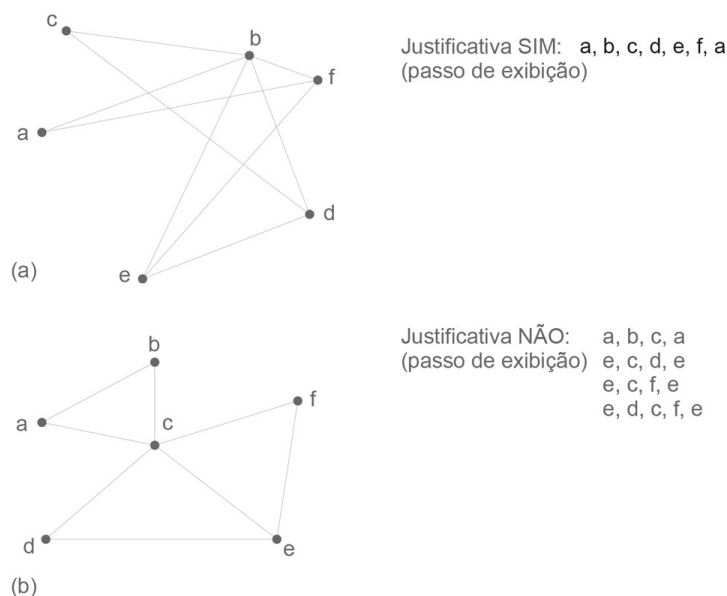 c
b
f
a
d
e
(a)
Justificativa SIM: a, b, c, d, e, f, a
(passo de exibição)
b
f
a
c
d
e
(b)
Justificativa NÃO: a, b, c, a
(passo de exibição) e, c, d, e
e, c, f, e
e, d, c, f, e